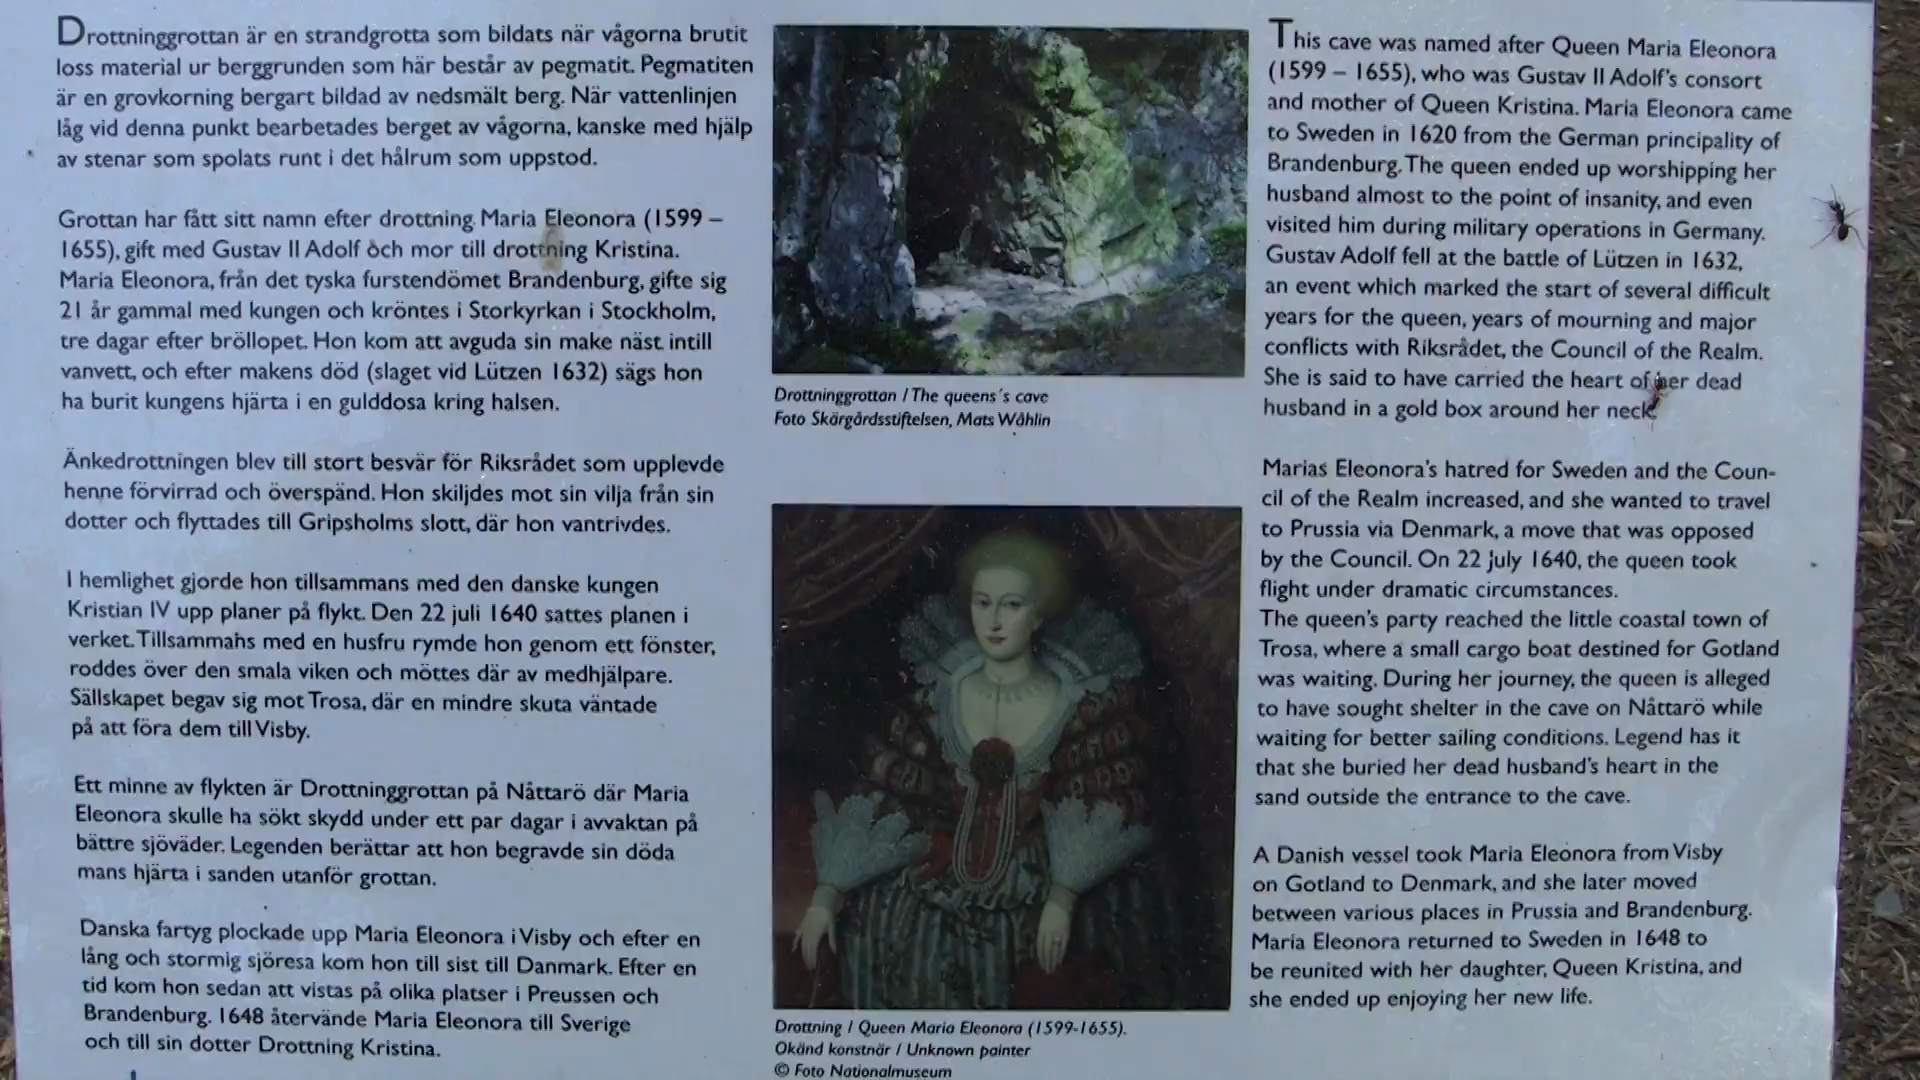 Drottninggrottan är en strandgrotta som bildats när vågorna brutit
loss material ur berggrunden som här består av pegmatit. Pegmatiten
är en grovkorning bergart bildad av nedsmält berg. När vattenlinjen
låg vid denna punkt bearbetades berget av vågorna, kanske med hjälp
av stenar som spolats runt i det hålrum som uppstod.
Grottan har fått sitt namn efter drottning Maria Eleonora (1599 –
1655), gift med Gustav II Adolf och mor till drottning Kristina.
Maria Eleonora, från det tyska furstendömet Brandenburg, gifte sig
21 år gammal med kungen och kröntes i Storkyrkan i Stockholm,
tre dagar efter bröllopet. Hon kom att avguda sin make näst intill
vanvett, och efter makens död (slaget vid Lützen 1632) sägs hon
ha burit kungens hjärta i en gulddosa kring halsen.
Änkedrottningen blev till stort besvär för Riksrådet som upplevde
henne förvirrad och överspänd. Hon skiljdes mot sin vilja från sin
dotter och flyttades till Gripsholms slott, där hon vantrivdes.
I hemlighet gjorde hon tillsammans med den danske kungen
Kristian IV upp planer på flykt. Den 22 juli 1640 sattes planen i
verket. Tillsammans med en husfru rymde hon genom ett fönster,
roddes över den smala viken och möttes där av medhjälpare.
Sällskapet begav sig mot Trosa, där en mindre skuta väntade
på att föra dem till Visby.
Ett minne av flykten är Drottninggrottan på Nåttarö där Maria
Eleonora skulle ha sökt skydd under ett par dagar i avvaktan på
bättre sjöväder. Legenden berättar att hon begravde sin döda
mans hjärta i sanden utanför grottan.
Danska fartyg plockade upp Maria Eleonora i Visby och efter en
lång och stormig sjöresa kom hon till sist till Danmark. Efter en
tid kom hon sedan att vistas på olika platser i Preussen och
Brandenburg. 1648 återvände Maria Eleonora till Sverige
och till sin dotter Drottning Kristina.
Drottninggrottan / The queens´s cave
Foto Skärgårdsstiftelsen, Mats Wåhlin
Drottning / Queen Maria Eleonora (1599-1655).
Okänd konstnär / Unknown painter
© Foto Nationalmuseum
This cave was named after Queen Maria Eleonora
(1599 – 1655), who was Gustav II Adolf's consort
and mother of Queen Kristina. Maria Eleonora came
to Sweden in 1620 from the German principality of
Brandenburg. The queen ended up worshipping her
husband almost to the point of insanity, and even
visited him during military operations in Germany.
Gustav Adolf fell at the battle of Lützen in 1632,
an event which marked the start of several difficult
years for the queen, years of mourning and major
conflicts with Riksrådet, the Council of the Realm.
She is said to have carried the heart of her dead
husband in a gold box around her neck.
Marias Eleonora's hatred for Sweden and the Coun-
cil of the Realm increased, and she wanted to travel
to Prussia via Denmark, a move that was opposed
by the Council. On 22 july 1640, the queen took
flight under dramatic circumstances.
The queen's party reached the little coastal town of
Trosa, where a small cargo boat destined for Gotland
was waiting. During her journey, the queen is alleged
to have sought shelter in the cave on Nåttarö while
waiting for better sailing conditions. Legend has it
that she buried her dead husband's heart in the
sand outside the entrance to the cave.
A Danish vessel took Maria Eleonora from Visby
on Gotland to Denmark, and she later moved
between various places in Prussia and Brandenburg.
Maria Eleonora returned to Sweden in 1648 to
be reunited with her daughter, Queen Kristina, and
she ended up enjoying her new life.